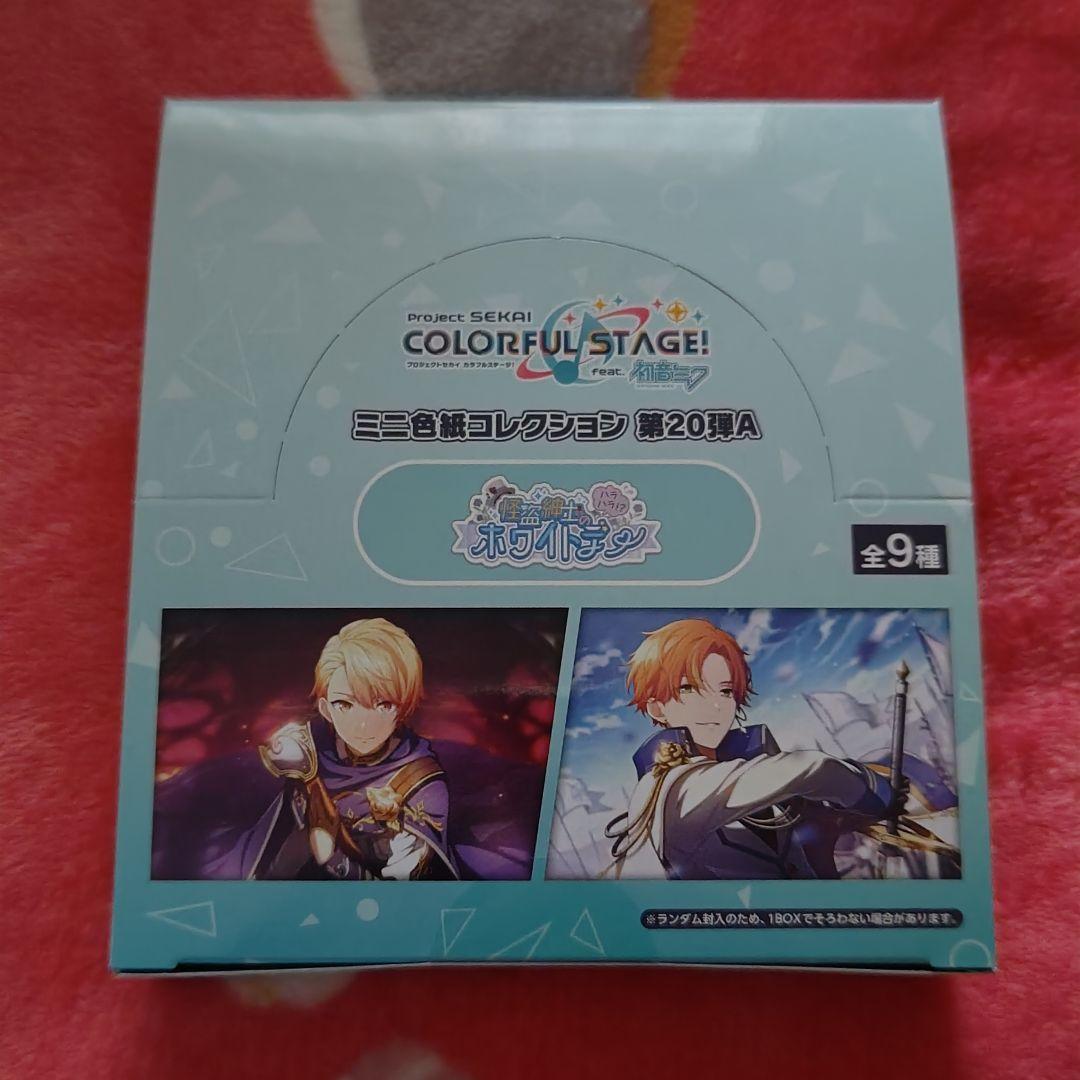 Project SEKAI
COLORFUL STAGE!
プロジェクトセカイ カラフルステージ!
feat. 初音ミク
ミニ色紙コレクション 第20弾A
ハラハラ!?
怪盗紳士の
ホワイトデー
全9種
※ランダム封入のため、1BOXでそろわない場合があります。